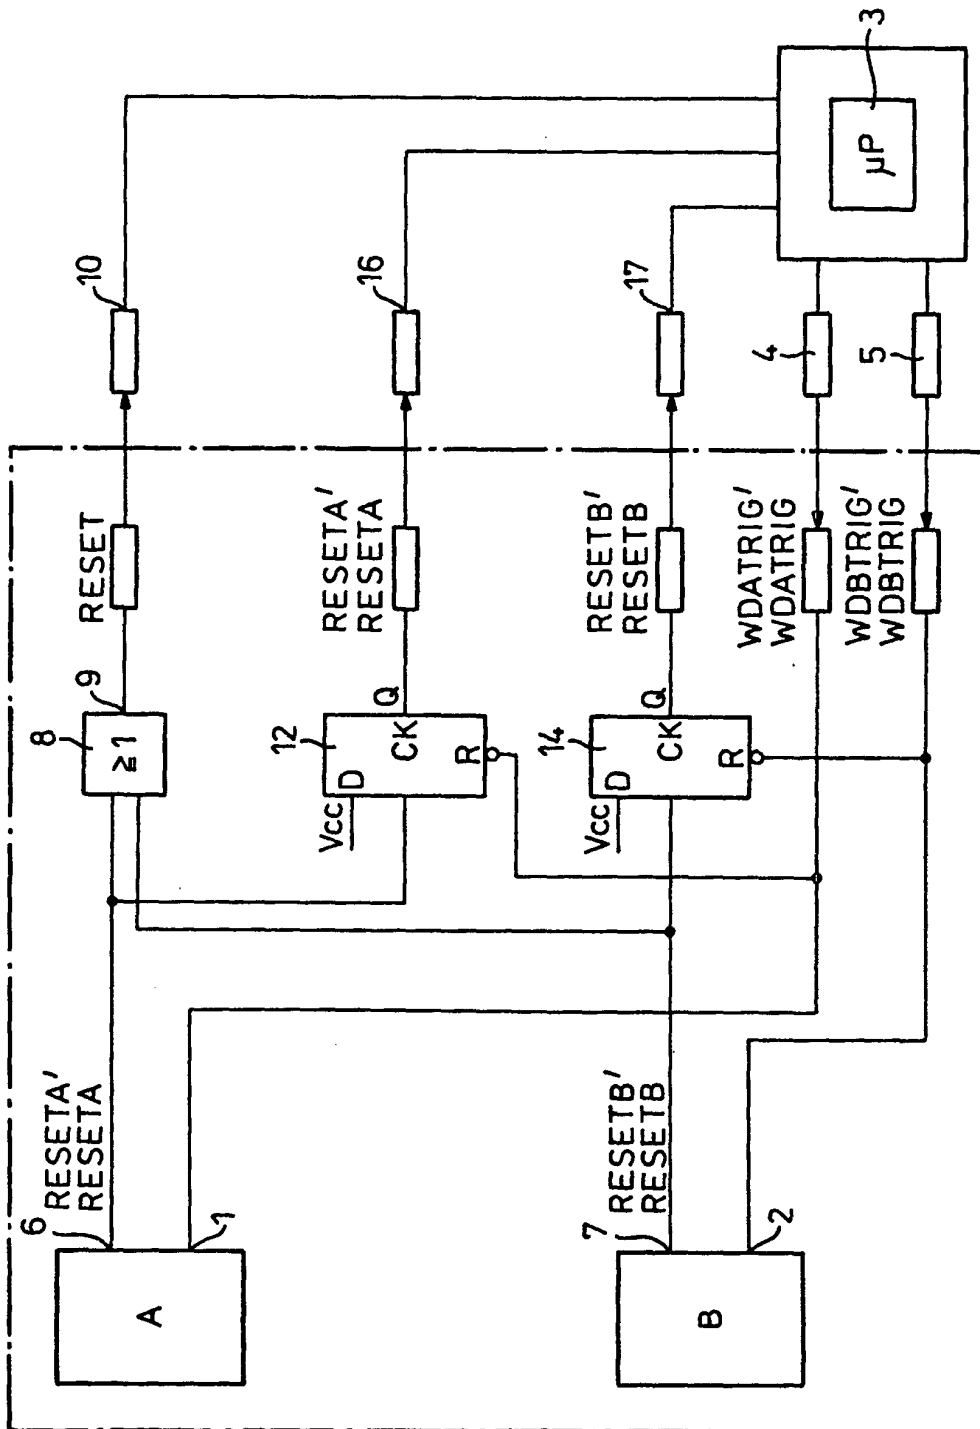 A
6
1
RESETA'
RESETA
B
7
2
RESETB'
RESETB
8
≥1
9
RESET
10
12
Vcc
D
CK
R
Q
RESETA'
RESETA
16
14
Vcc
D
CK
R
Q
RESETB'
RESETB
17
WDATRIG'
WDATRIG
4
WDBTRIG'
WDBTRIG
5
μP
3